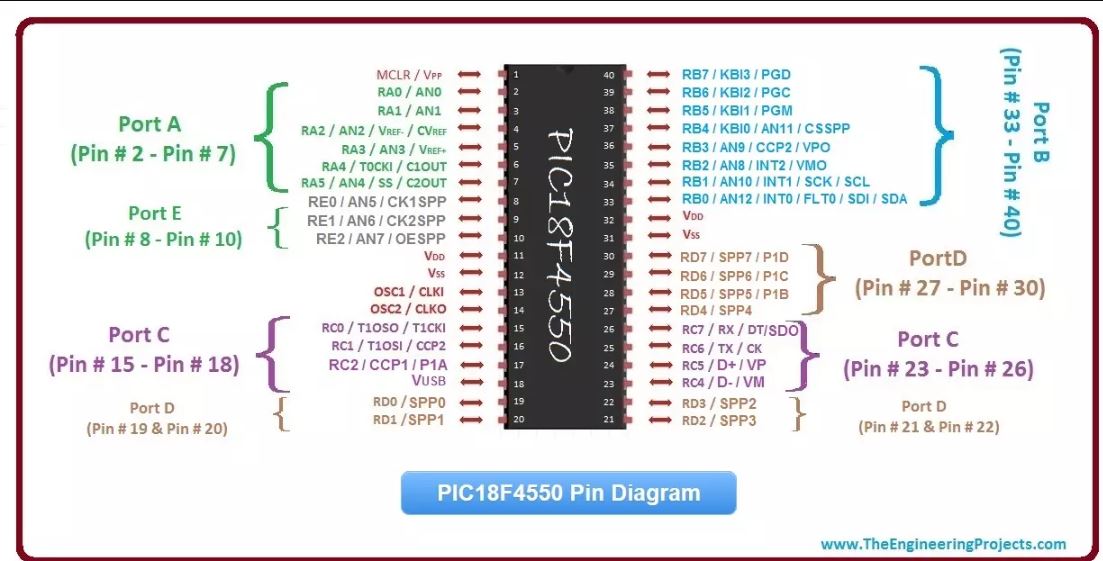 MCLR / VPP
RA0 / AN0
RA1 / AN1
RA2 / AN2 / VREF- / CVREF
RA3 / AN3 / VREF+
RA4 / T0CKI / C1OUT
RA5 / AN4 / SS / C2OUT
RE0 / AN5 / CK1SPP
RE1 / AN6 / CK2SPP
RE2 / AN7 / OESPP
VDD
VSS
OSC1 / CLKI
OSC2 / CLKO
RC0 / T1OSO / T1CKI
RC1 / T1OSI / CCP2
RC2 / CCP1 / P1A
VUSB
RD0 / SPP0
RD1 / SPP1
Port A
(Pin # 2 - Pin # 7)
Port E
(Pin # 8 - Pin # 10)
Port C
(Pin # 15 - Pin # 18)
Port D
(Pin # 19 & Pin # 20)
1
2
3
4
5
6
7
8
9
10
11
12
13
14
15
16
17
18
19
20
PIC18F4550
40
39
38
37
36
35
34
33
32
31
30
29
28
27
26
25
24
23
22
21
RB7 / KBI3 / PGD
RB6 / KBI2 / PGC
RB5 / KBI1 / PGM
RB4 / KBI0 / AN11 / CSSPP
RB3 / AN9 / CCP2 / VPO
RB2 / AN8 / INT2 / VMO
RB1 / AN10 / INT1 / SCK / SCL
RB0 / AN12 / INT0 / FLT0 / SDI / SDA
VDD
VSS
RD7 / SPP7 / P1D
RD6 / SPP6 / P1C
RD5 / SPP5 / P1B
RD4 / SPP4
RC7 / RX / DT/SDO
RC6 / TX / CK
RC5 / D+ / VP
RC4 / D- / VM
RD3 / SPP2
RD2 / SPP3
Port B
(Pin # 33 - Pin # 40)
PortD
(Pin # 27 - Pin # 30)
Port C
(Pin # 23 - Pin # 26)
Port D
(Pin # 21 & Pin # 22)
PIC18F4550 Pin Diagram
www.TheEngineeringProjects.com